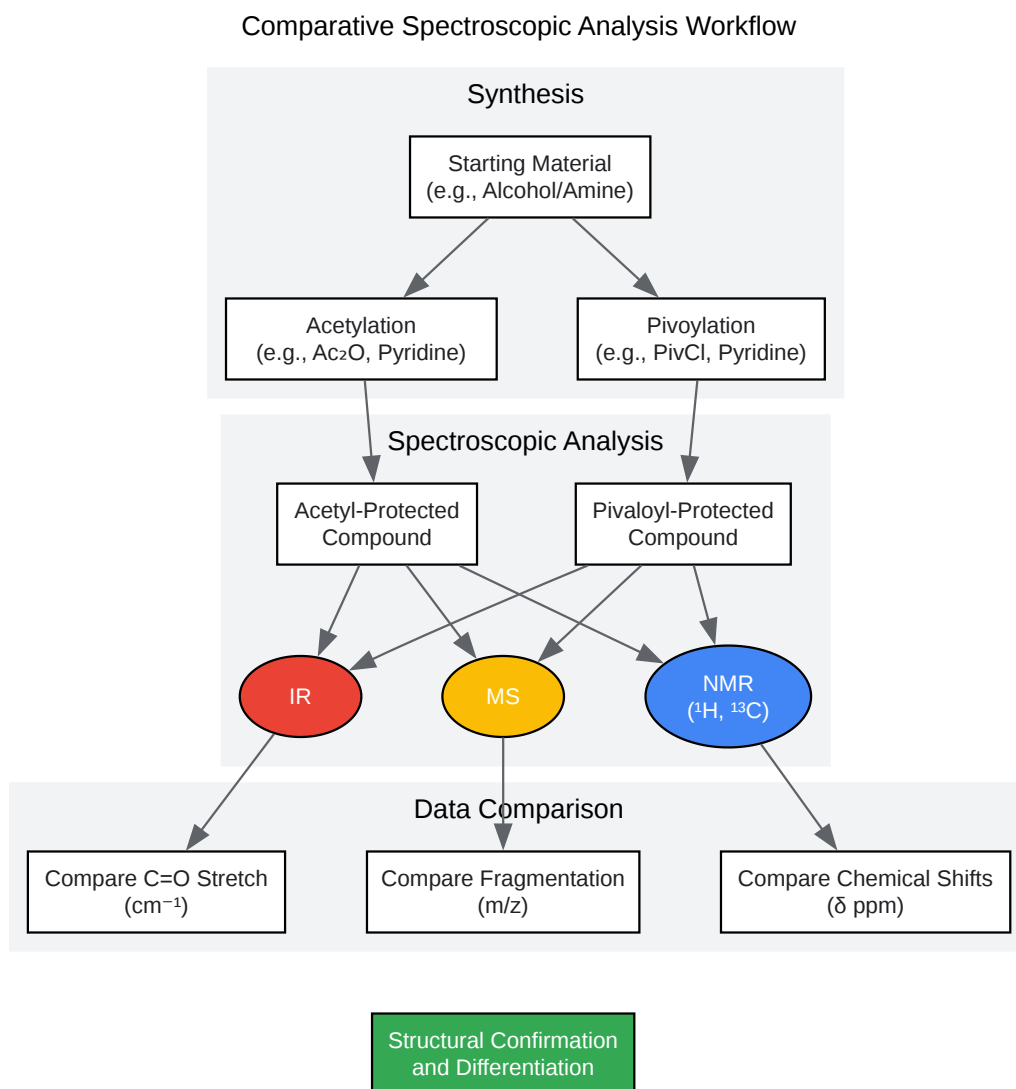 Comparative Spectroscopic Analysis Workflow
Synthesis
Starting Material
(e.g., Alcohol/Amine)
Acetylation
(e.g., Ac₂O, Pyridine)
Pivoylation
(e.g., PivCl, Pyridine)
Spectroscopic Analysis
Acetyl-Protected
Compound
Pivaloyl-Protected
Compound
IR
MS
NMR
(¹H, ¹³C)
Data Comparison
Compare C=O Stretch
(cm⁻¹)
Compare Fragmentation
(m/z)
Compare Chemical Shifts
(δ ppm)
Structural Confirmation
and Differentiation